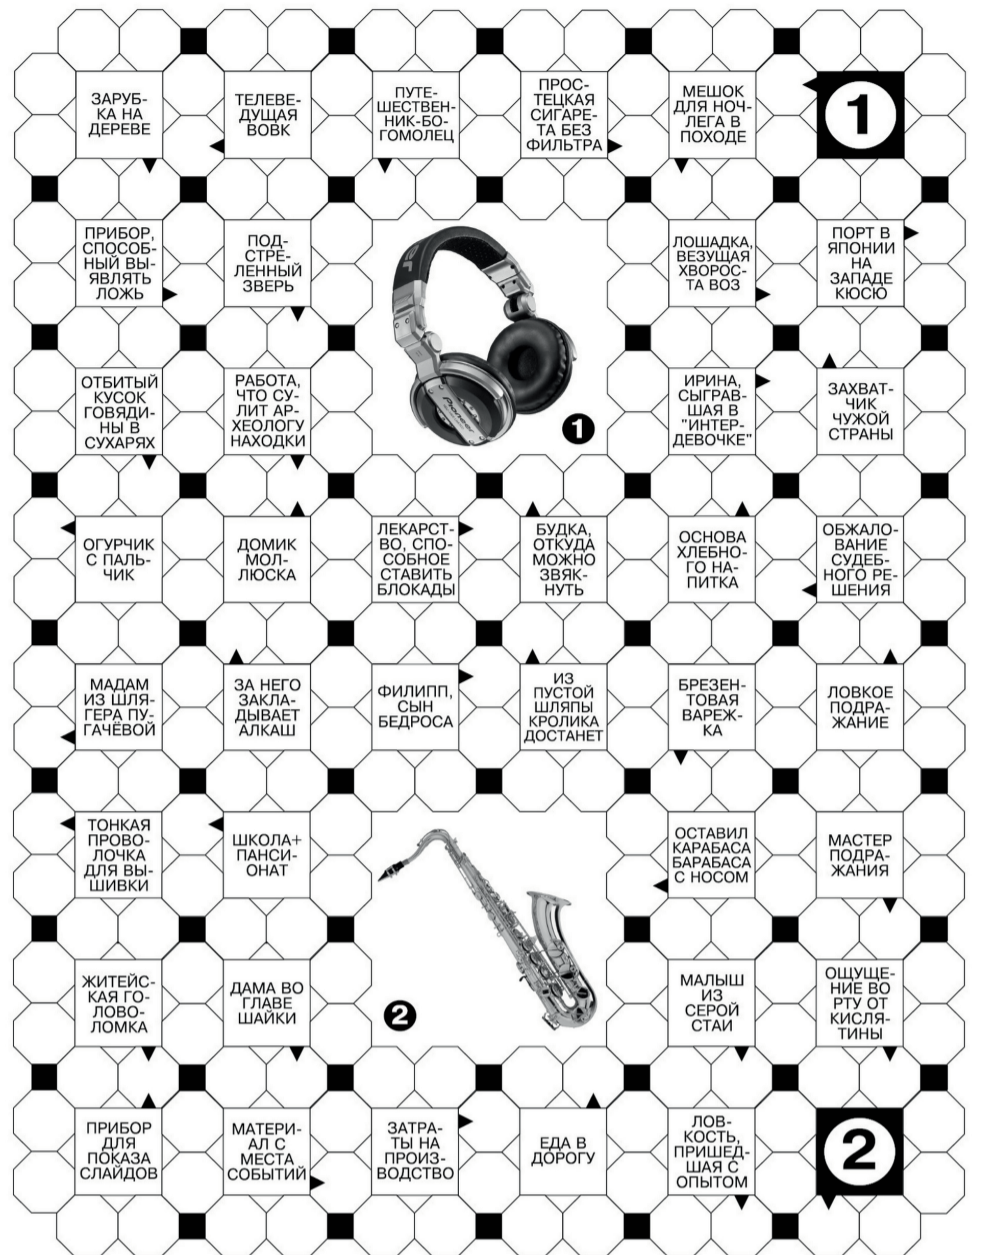 ЗАРУБ-
КА НА
ДЕРЕВЕ
ТЕЛЕВЕ-
ДУЩАЯ
ВОВК
ПУТЕ-
ШЕСТВЕН-
НИК-БО-
ГОМОЛЕЦ
ПРОС-
ТЕЦКАЯ
СИГАРЕ-
ТА БЕЗ
ФИЛЬТРА
МЕШОК
ДЛЯ НОЧ-
ЛЕГА В
ПОХОДЕ
1
ПРИБОР,
СПОСОБ-
НЫЙ ВЫ-
ЯВЛЯТЬ
ЛОЖЬ
ПОД-
СТРЕ-
ЛЕННЫЙ
ЗВЕРЬ
ЛОШАДКА,
ВЕЗУЩАЯ
ХВОРОС-
ТА ВОЗ
ПОРТ В
ЯПОНИИ
НА
ЗАПАДЕ
КЮСЮ
Pioneer
1
ОТБИТЫЙ
КУСОК
ГОВЯДИ-
НЫ В
СУХАРЯХ
РАБОТА,
ЧТО СУ-
ЛИТ АР-
ХЕОЛОГУ
НАХОДКИ
ИРИНА,
СЫГРАВ-
ШАЯ В
"ИНТЕР-
ДЕВОЧКЕ"
ЗАХВАТ-
ЧИК
ЧУЖОЙ
СТРАНЫ
ОГУРЧИК
С ПАЛЬ-
ЧИК
ДОМИК
МОЛ-
ЛЮСКА
ЛЕКАРСТ-
ВО, СПО-
СОБНОЕ
СТАВИТЬ
БЛОКАДЫ
БУДКА,
ОТКУДА
МОЖНО
ЗВЯК-
НУТЬ
ОСНОВА
ХЛЕБНО-
ГО НА-
ПИТКА
ОБЖАЛО-
ВАНИЕ
СУДЕБ-
НОГО РЕ-
ШЕНИЯ
МАДАМ
ИЗ ШЛЯ-
ГЕРА ПУ-
ГАЧЁВОЙ
ЗА НЕГО
ЗАКЛА-
ДЫВАЕТ
АЛКАШ
ФИЛИПП,
СЫН
БЕДРОСА
ИЗ
ПУСТОЙ
ШЛЯПЫ
КРОЛИКА
ДОСТАНЕТ
БРЕЗЕН-
ТОВАЯ
ВАРЕЖ-
КА
ЛОВКОЕ
ПОДРА-
ЖАНИЕ
ТОНКАЯ
ПРОВО-
ЛОЧКА
ДЛЯ ВЫ-
ШИВКИ
ШКОЛА+
ПАНСИ-
ОНАТ
ОСТАВИЛ
КАРАБАСА
БАРАБАСА
С НОСОМ
МАСТЕР
ПОДРА-
ЖАНИЯ
ЖИТЕЙС-
КАЯ ГО-
ЛОВО-
ЛОМКА
ДАМА ВО
ГЛАВЕ
ШАЙКИ
2
МАЛЫШ
ИЗ
СЕРОЙ
СТАИ
ОЩУЩЕ-
НИЕ ВО
РТУ ОТ
КИСЛЯ-
ТИНЫ
ПРИБОР
ДЛЯ
ПОКАЗА
СЛАЙДОВ
МАТЕРИ-
АЛ С
МЕСТА
СОБЫТИЙ
ЗАТРА-
ТЫ НА
ПРОИЗ-
ВОДСТВО
ЕДА В
ДОРОГУ
ЛОВ-
КОСТЬ,
ПРИШЕД-
ШАЯ С
ОПЫТОМ
2